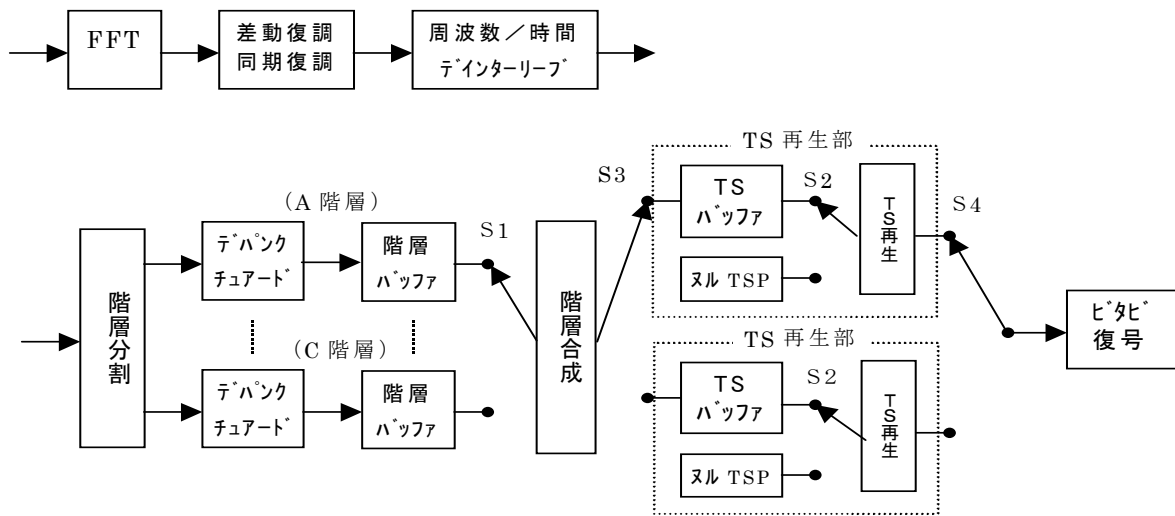 FFT
差動復調
同期復調
周波数／時間
ﾃﾞｲﾝﾀｰﾘｰﾌﾞ
階層分割
(A 階層)
ﾃﾞﾊﾟﾝｸ
ﾁｭｱｰﾄﾞ
階層
ﾊﾞｯﾌｧ
S1
(C 階層)
ﾃﾞﾊﾟﾝｸ
ﾁｭｱｰﾄﾞ
階層
ﾊﾞｯﾌｧ
階層合成
S3
TS 再生部
TS
ﾊﾞｯﾌｧ
S2
ﾇﾙ TSP
TS再生
S4
TS 再生部
TS
ﾊﾞｯﾌｧ
S2
ﾇﾙ TSP
TS再生
ﾋﾞﾀﾋﾞ
復号